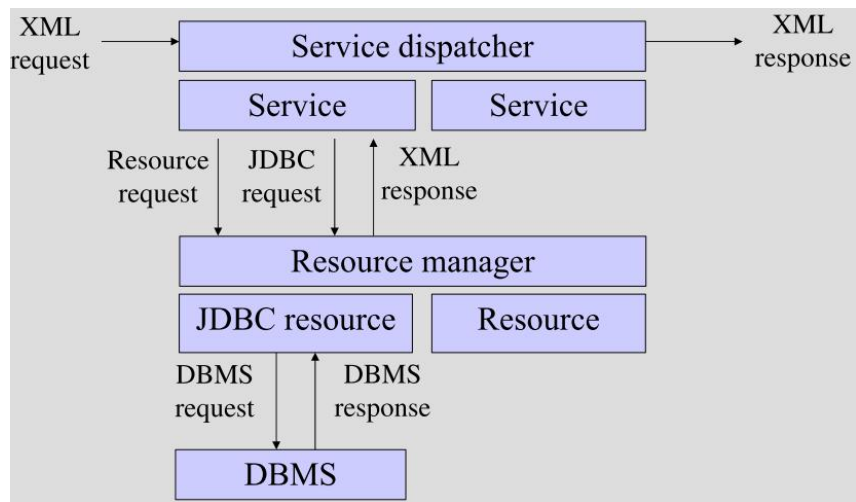 XML
request
Service dispatcher
XML
response
Service
Service
Resource
request
JDBC
request
XML
response
Resource manager
JDBC resource
Resource
DBMS
request
DBMS
response
DBMS